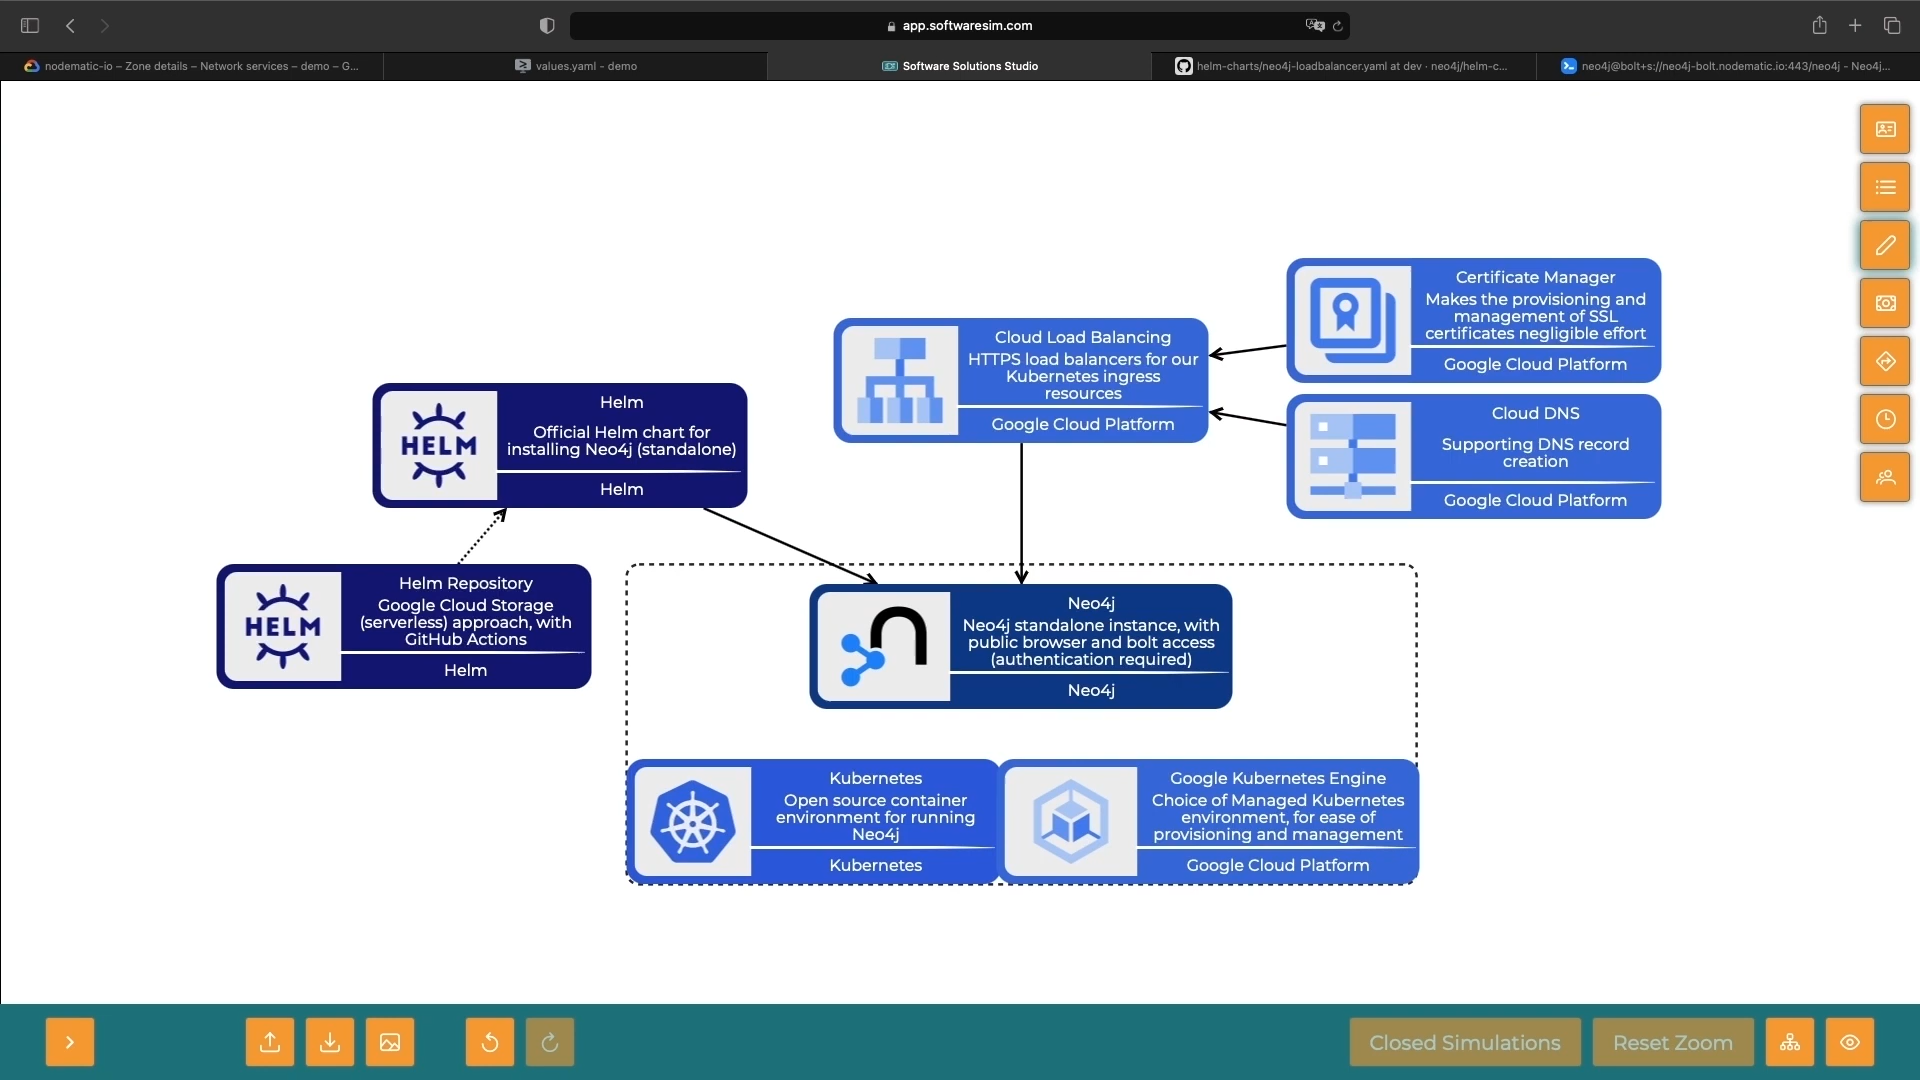 app.softwaresim.com
nodematic-io – Zone details – Network services – demo – G...
values.yaml - demo
Software Solutions Studio
helm-charts/neo4j-loadbalancer.yaml at dev · neo4j/helm-c...
neo4j@bolt+s://neo4j-bolt.nodematic.io:443/neo4j - Neo4j...
Certificate Manager
Makes the provisioning and
management of SSL
certificates negligible effort
Google Cloud Platform
Cloud Load Balancing
HTTPS load balancers for our
Kubernetes ingress
resources
Google Cloud Platform
HELM
Helm
Official Helm chart for
installing Neo4j (standalone)
Helm
Cloud DNS
Supporting DNS record
creation
Google Cloud Platform
HELM
Helm Repository
Google Cloud Storage
(serverless) approach, with
GitHub Actions
Helm
Neo4j
Neo4j standalone instance, with
public browser and bolt access
(authentication required)
Neo4j
Kubernetes
Open source container
environment for running
Neo4j
Kubernetes
Google Kubernetes Engine
Choice of Managed Kubernetes
environment, for ease of
provisioning and management
Google Cloud Platform
Closed Simulations
Reset Zoom